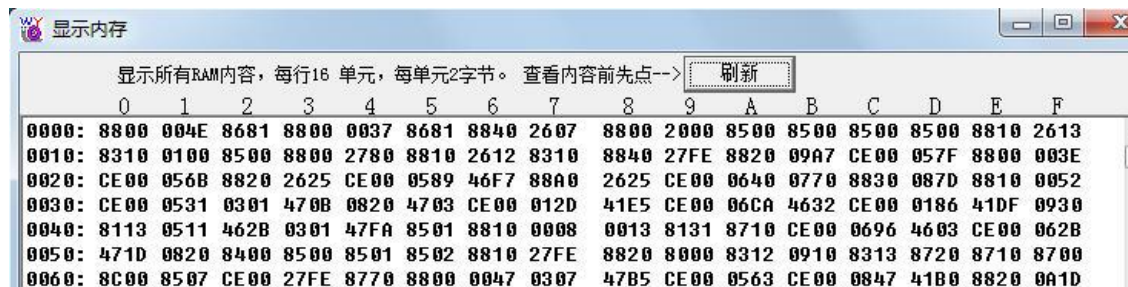 显示内存
显示所有RAM内容，每行16 单元，每单元2字节。 查看内容前先点--> 刷新
0 1 2 3 4 5 6 7 8 9 A B C D E F
0000: 8800 004E 8681 8800 0037 8681 8840 2607 8800 2000 8500 8500 8500 8500 8810 2613
0010: 8310 0100 8500 8800 2780 8810 2612 8310 8840 27FE 8820 09A7 CE00 057F 8800 003E
0020: CE00 056B 8820 2625 CE00 0589 46F7 88A0 2625 CE00 0640 0770 8830 087D 8810 0052
0030: CE00 0531 0301 470B 0820 4703 CE00 012D 41E5 CE00 06CA 4632 CE00 0186 41DF 0930
0040: 8113 0511 462B 0301 47FA 8501 8810 0008 0013 8131 8710 CE00 0696 4603 CE00 062B
0050: 471D 0820 8400 8500 8501 8502 8810 27FE 8820 8000 8312 0910 8313 8720 8710 8700
0060: 8C00 8507 CE00 27FE 8770 8800 0047 0307 47B5 CE00 0563 CE00 0847 41B0 8820 0A1D